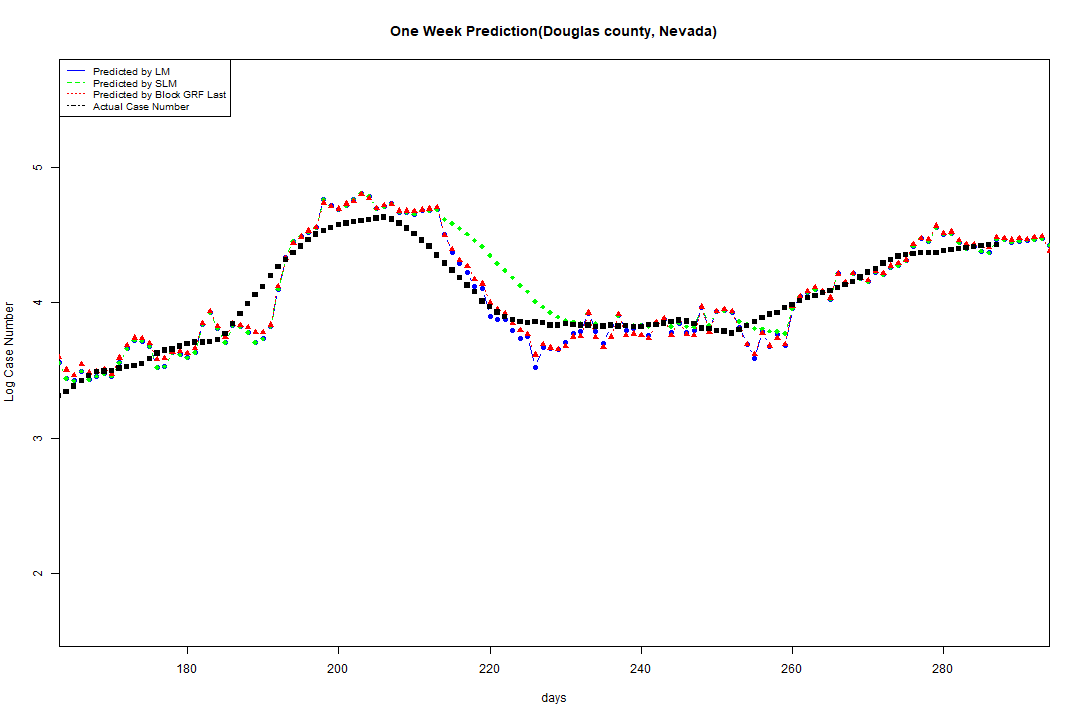 One Week Prediction(Douglas county, Nevada)
Predicted by LM
Predicted by SLM
Predicted by Block GRF Last
Actual Case Number
5
4
3
2
Log Case Number
180 200 220 240 260 280
days